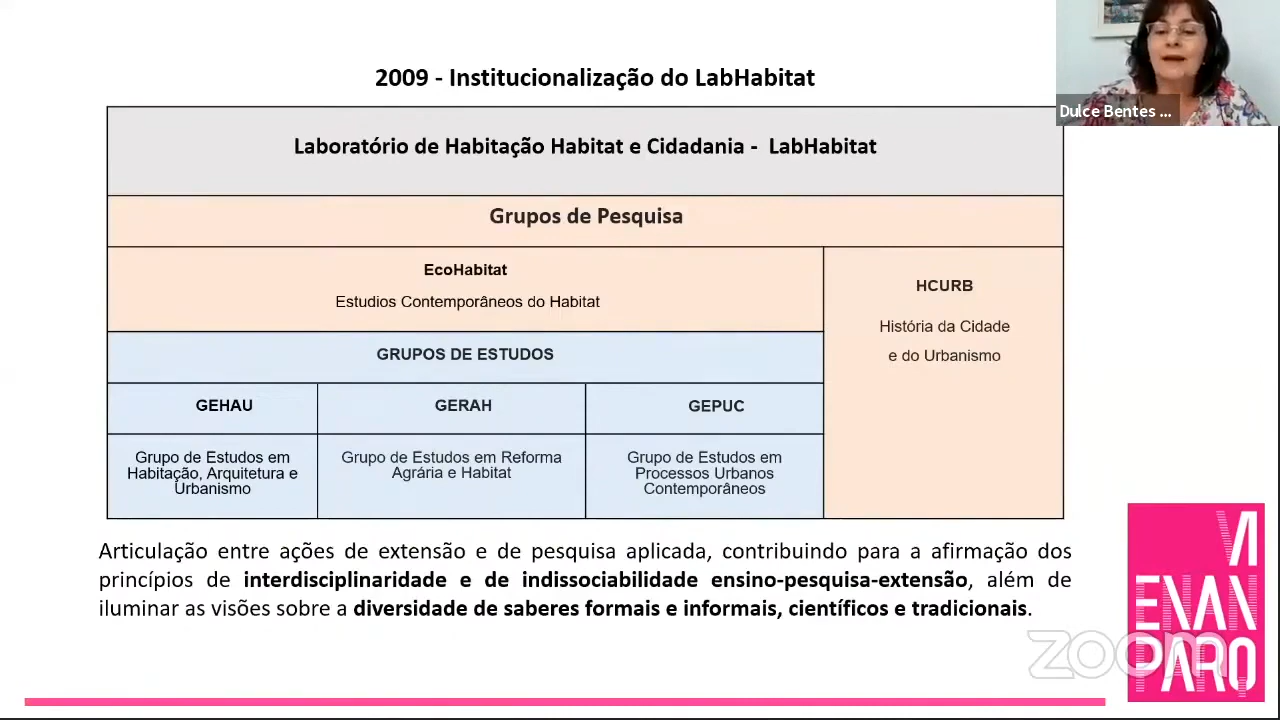 2009 - Institucionalização do LabHabitat
Dulce Bentes ...
Laboratório de Habitação Habitat e Cidadania - LabHabitat
Grupos de Pesquisa
EcoHabitat
Estudios Contemporâneos do Habitat
HCURB
História da Cidade
e do Urbanismo
GRUPOS DE ESTUDOS
GEHAU
GERAH
GEPUC
Grupo de Estudos em
Habitação, Arquitetura e
Urbanismo
Grupo de Estudos em Reforma
Agrária e Habitat
Grupo de Estudos em
Processos Urbanos
Contemporâneos
Articulação entre ações de extensão e de pesquisa aplicada, contribuindo para a afirmação dos
princípios de interdisciplinaridade e de indissociabilidade ensino-pesquisa-extensão, além de
iluminar as visões sobre a diversidade de saberes formais e informais, científicos e tradicionais.
VI
ENAN
PARQ
zoom